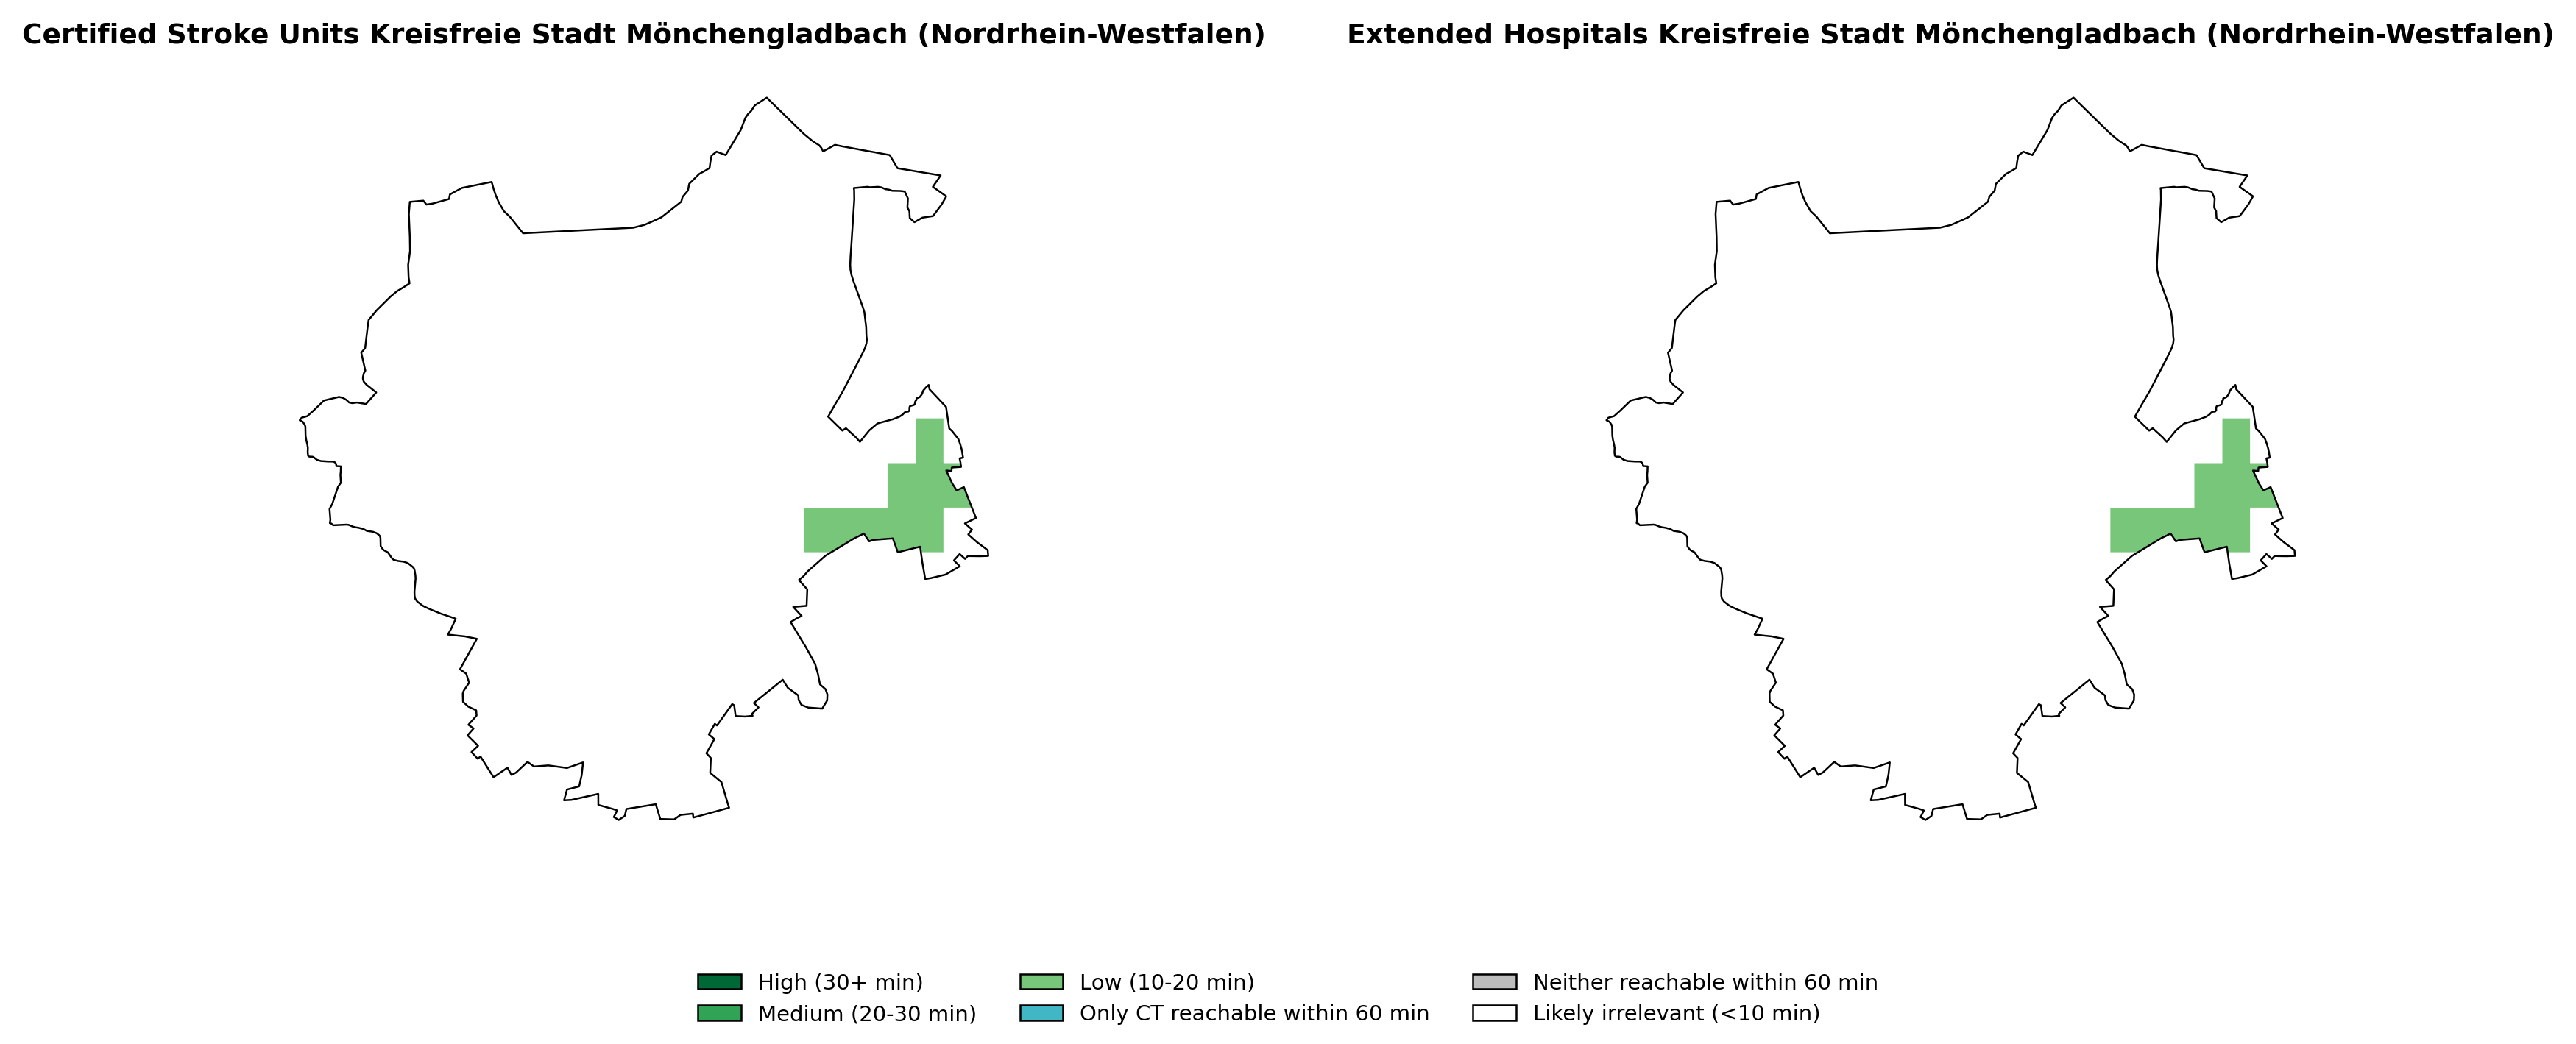 Certified Stroke Units Kreisfreie Stadt Mönchengladbach (Nordrhein-Westfalen)
Extended Hospitals Kreisfreie Stadt Mönchengladbach (Nordrhein-Westfalen)
High (30+ min)
Medium (20-30 min)
Low (10-20 min)
Only CT reachable within 60 min
Neither reachable within 60 min
Likely irrelevant (<10 min)